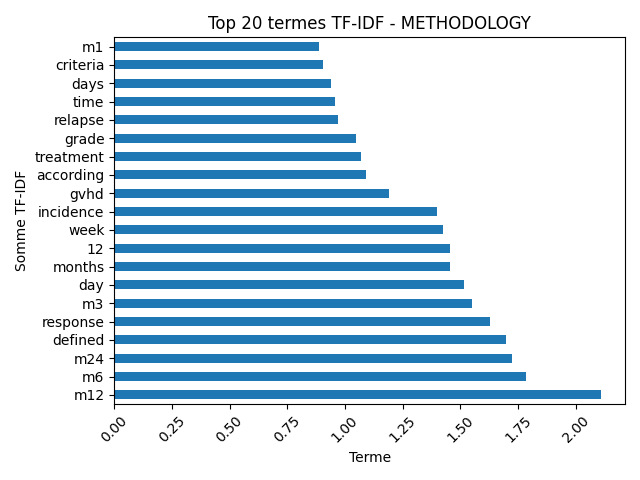 Top 20 termes TF-IDF - METHODOLOGY
m1
criteria
days
time
relapse
grade
treatment
according
gvhd
incidence
week
12
months
day
m3
response
defined
m24
m6
m12
Somme TF-IDF
0.00 0.25 0.50 0.75 1.00 1.25 1.50 1.75 2.00
Terme